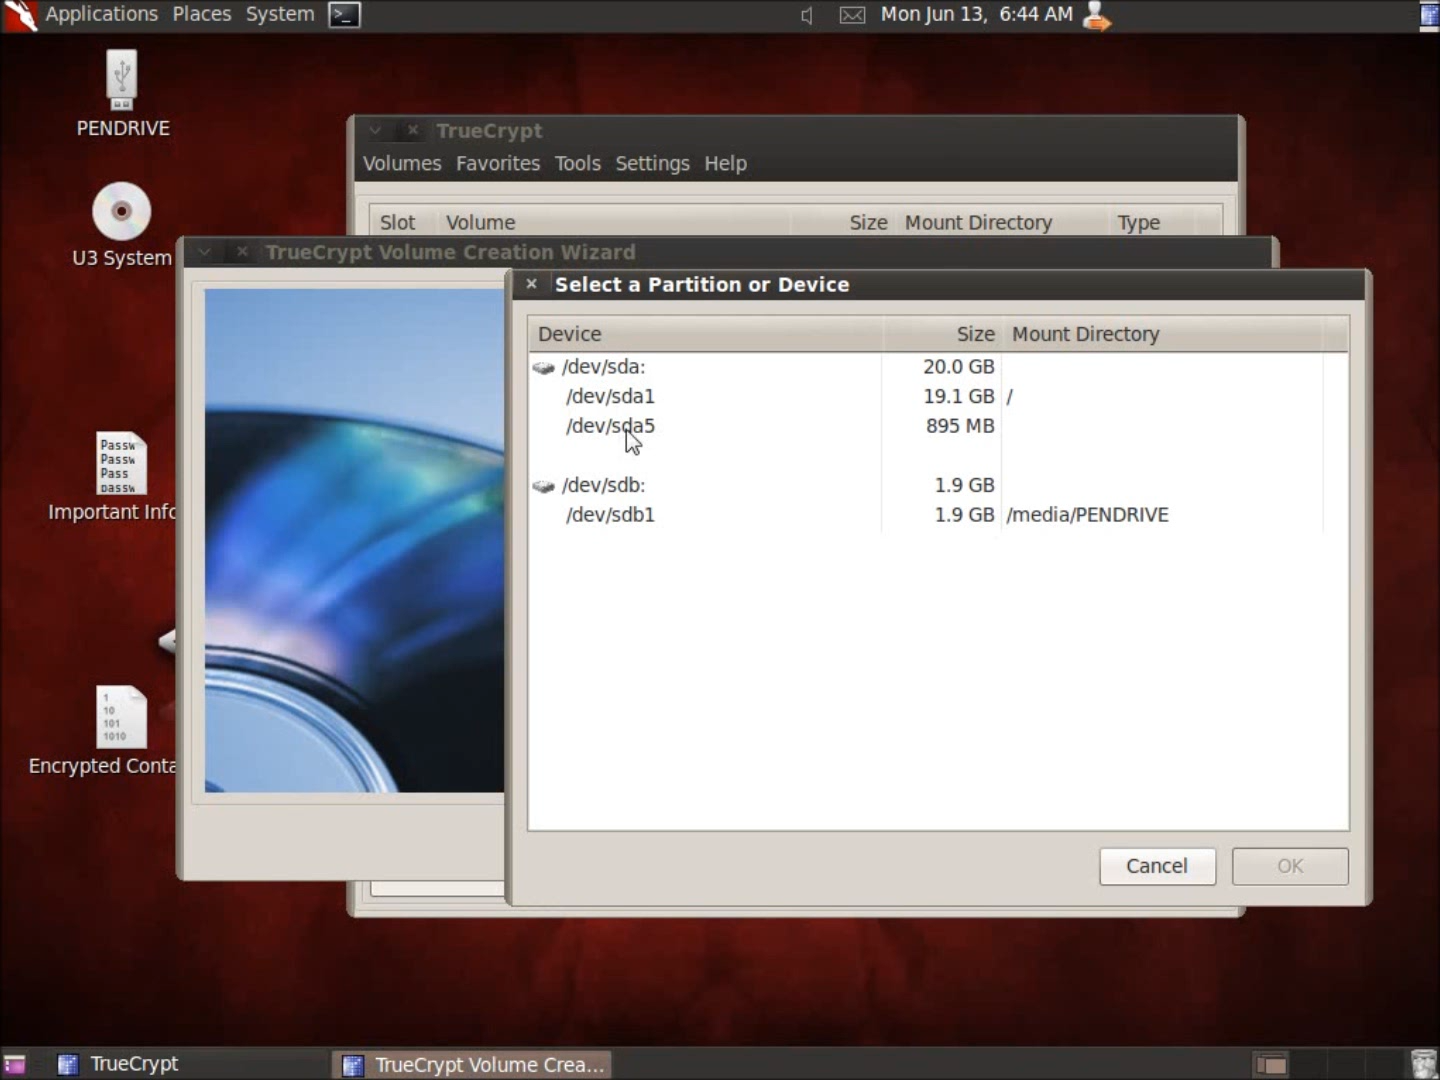 Applications Places System
Mon Jun 13, 6:44 AM
PENDRIVE
U3 System
Passw
Passw
Pass
passw
Important Info
1
10
101
1010
Encrypted Conta
TrueCrypt
Volumes Favorites Tools Settings Help
Slot Volume Size Mount Directory Type
TrueCrypt Volume Creation Wizard
Select a Partition or Device
Device Size Mount Directory
/dev/sda: 20.0 GB
/dev/sda1 19.1 GB /
/dev/sda5 895 MB
/dev/sdb: 1.9 GB
/dev/sdb1 1.9 GB /media/PENDRIVE
Cancel OK
TrueCrypt TrueCrypt Volume Crea...